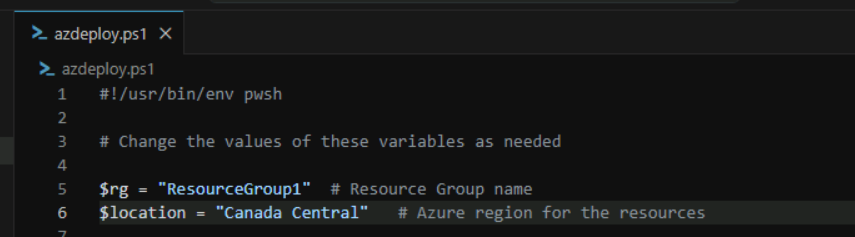 azdeploy.ps1
azdeploy.ps1
1 #!/usr/bin/env pwsh
2
3 # Change the values of these variables as needed
4
5 $rg = "ResourceGroup1"  # Resource Group name
6 $location = "Canada Central"   # Azure region for the resources
7